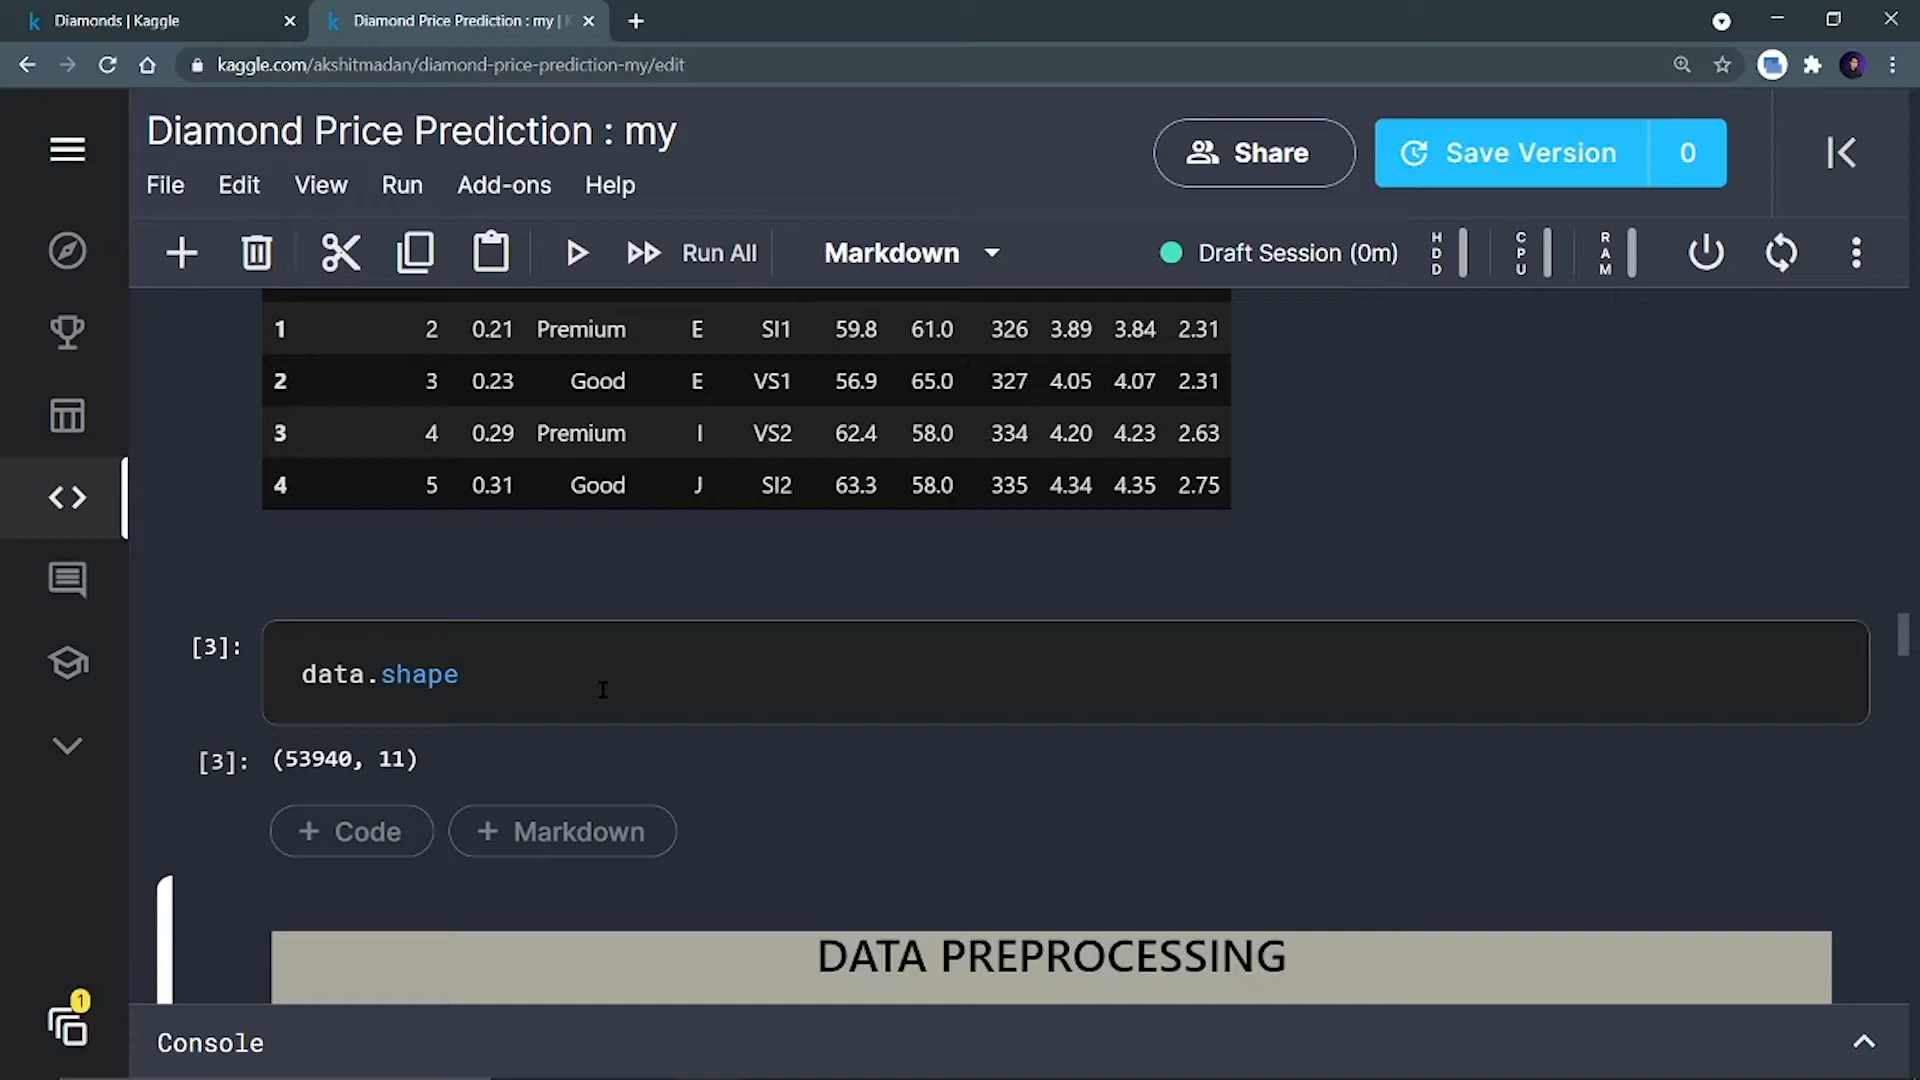 Diamonds | Kaggle
Diamond Price Prediction : my |
kaggle.com/akshitmadan/diamond-price-prediction-my/edit
Diamond Price Prediction : my
Share
Save Version 0
File Edit View Run Add-ons Help
Run All Markdown Draft Session (0m) HDD CPU RAM
1 2 0.21 Premium E SI1 59.8 61.0 326 3.89 3.84 2.31
2 3 0.23 Good E VS1 56.9 65.0 327 4.05 4.07 2.31
3 4 0.29 Premium I VS2 62.4 58.0 334 4.20 4.23 2.63
4 5 0.31 Good J SI2 63.3 58.0 335 4.34 4.35 2.75
[3]:
data.shape
[3]: (53940, 11)
+ Code + Markdown
DATA PREPROCESSING
1
Console